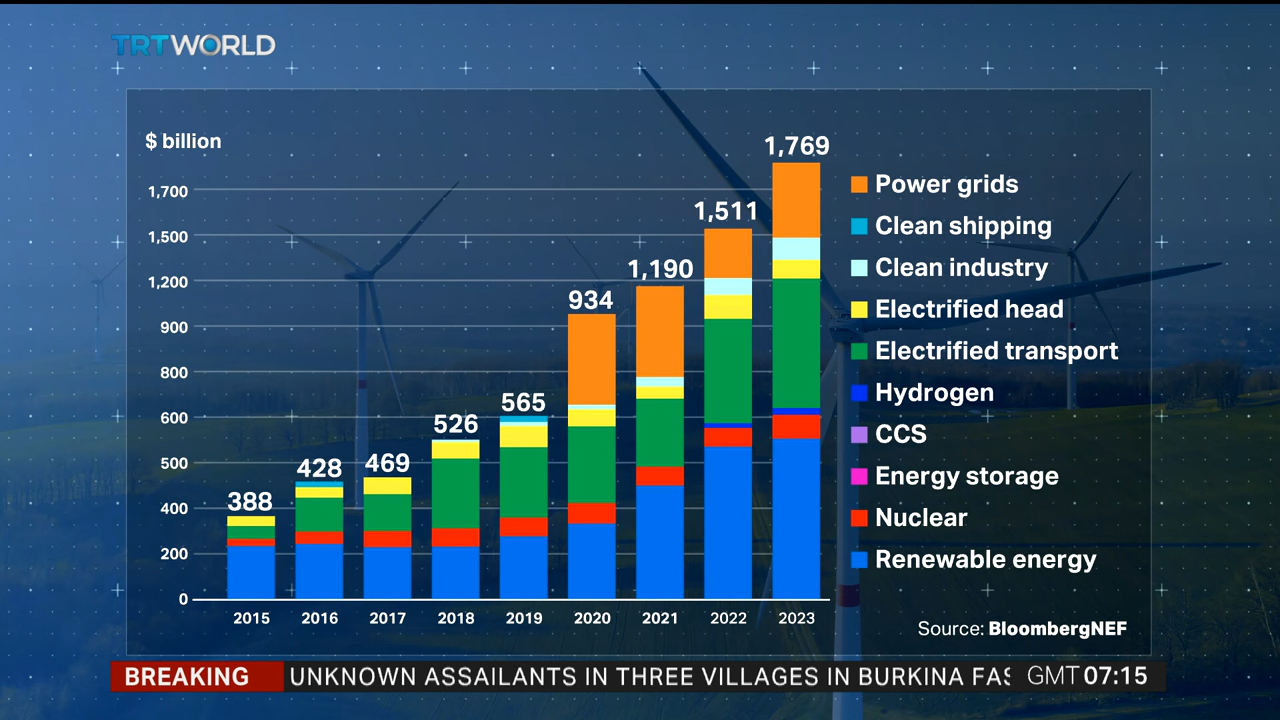 TRT WORLD
$ billion
1,769
1,700
1,511
1,500
1,190
1,200
934
900
800
565
526
600
428
469
500
388
400
200
0
2015 2016 2017 2018 2019 2020 2021 2022 2023
Power grids
Clean shipping
Clean industry
Electrified head
Electrified transport
Hydrogen
CCS
Energy storage
Nuclear
Renewable energy
Source: BloombergNEF
BREAKING UNKNOWN ASSAILANTS IN THREE VILLAGES IN BURKINA FAS GMT 07:15